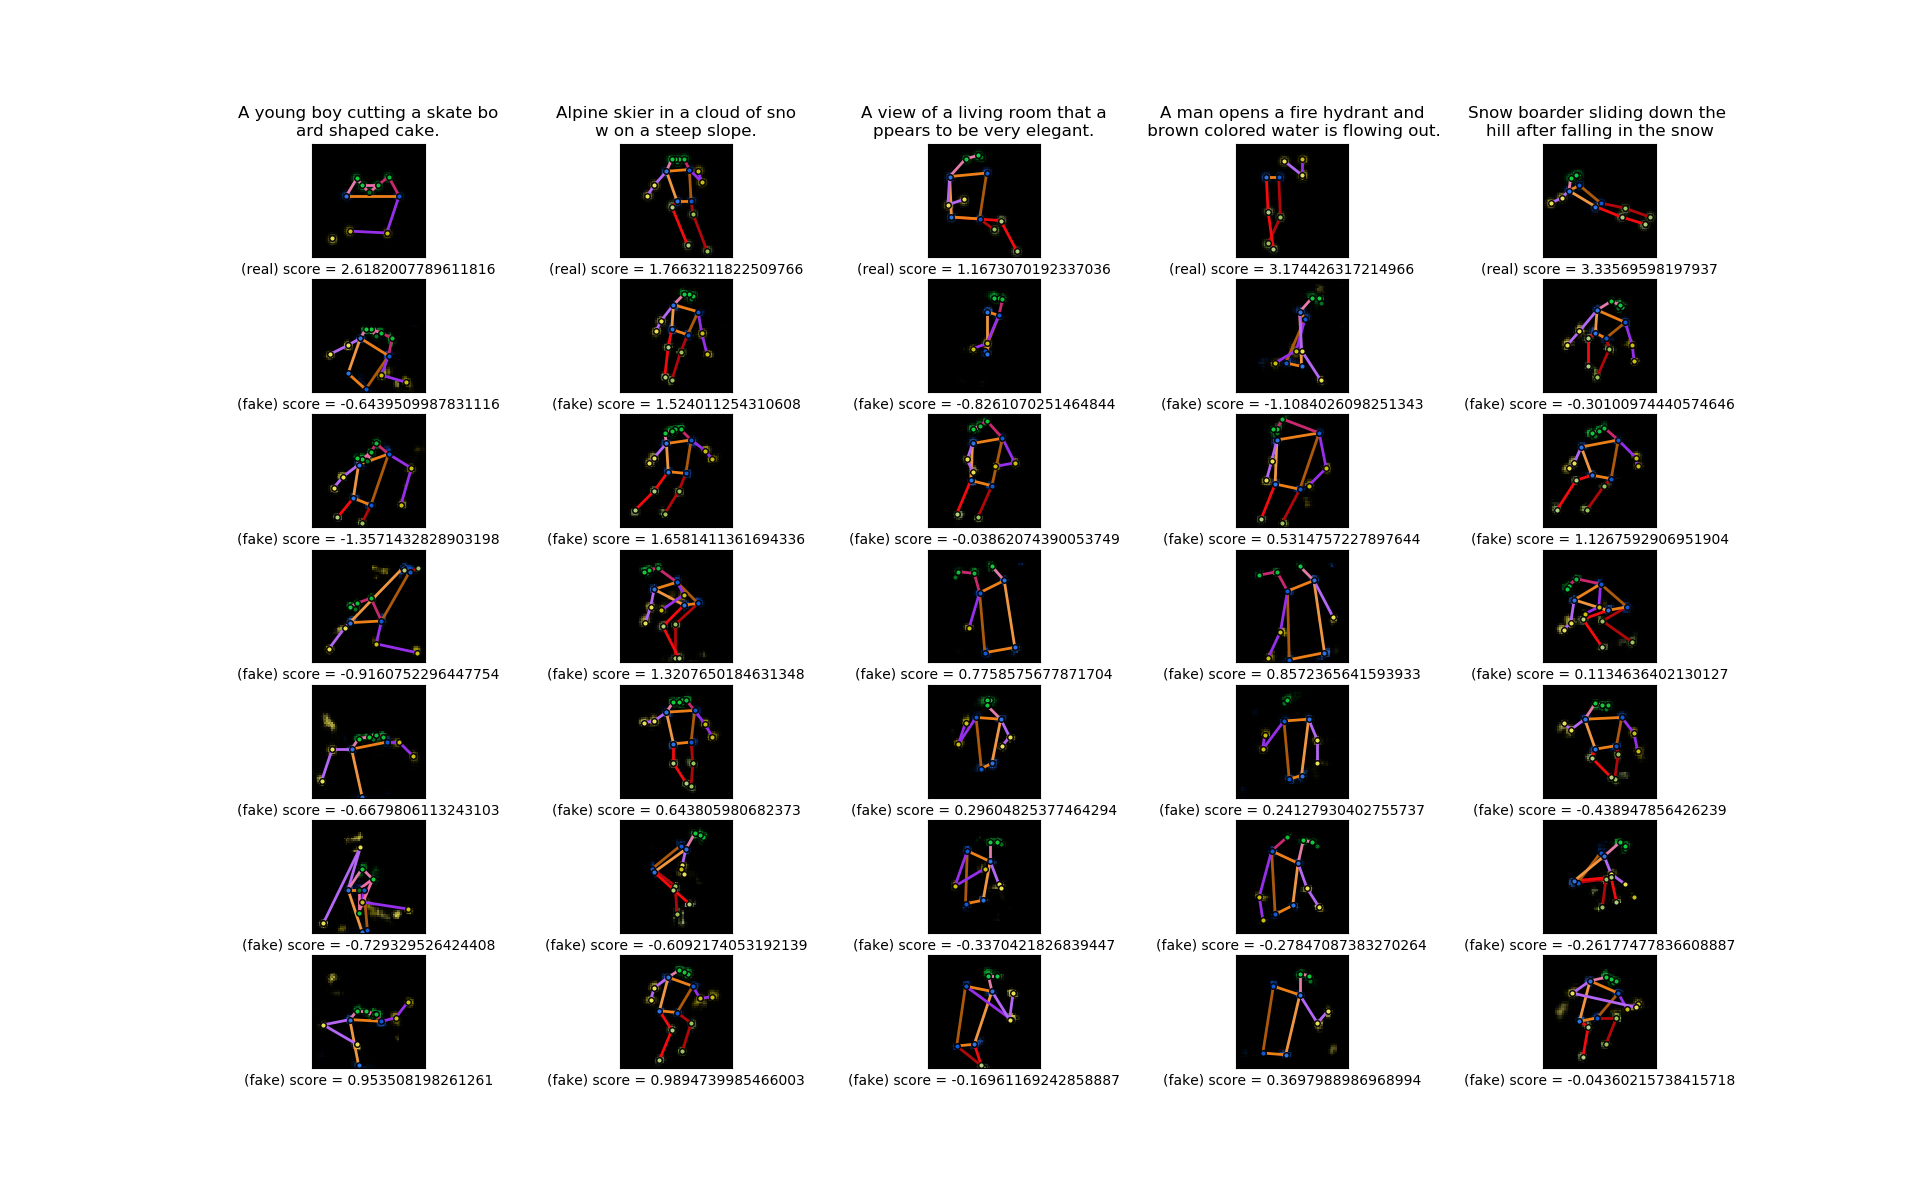 A young boy cutting a skate bo
ard shaped cake.
Alpine skier in a cloud of sno
w on a steep slope.
A view of a living room that a
ppears to be very elegant.
A man opens a fire hydrant and
brown colored water is flowing out.
Snow boarder sliding down the
hill after falling in the snow
(real) score = 2.6182007789611816
(real) score = 1.7663211822509766
(real) score = 1.1673070192337036
(real) score = 3.174426317214966
(real) score = 3.33569598197937
(fake) score = -0.6439509987831116
(fake) score = 1.524011254310608
(fake) score = -0.8261070251464844
(fake) score = -1.1084026098251343
(fake) score = -0.30100974440574646
(fake) score = -1.3571432828903198
(fake) score = 1.6581411361694336
(fake) score = -0.03862074390053749
(fake) score = 0.5314757227897644
(fake) score = 1.1267592906951904
(fake) score = -0.9160752296447754
(fake) score = 1.3207650184631348
(fake) score = 0.7758575677871704
(fake) score = 0.8572365641593933
(fake) score = 0.1134636402130127
(fake) score = -0.6679806113243103
(fake) score = 0.643805980682373
(fake) score = 0.29604825377464294
(fake) score = 0.24127930402755737
(fake) score = -0.438947856426239
(fake) score = -0.729329526424408
(fake) score = -0.6092174053192139
(fake) score = -0.3370421826839447
(fake) score = -0.27847087383270264
(fake) score = -0.26177477836608887
(fake) score = 0.953508198261261
(fake) score = 0.9894739985466003
(fake) score = -0.16961169242858887
(fake) score = 0.3697988986968994
(fake) score = -0.04360215738415718